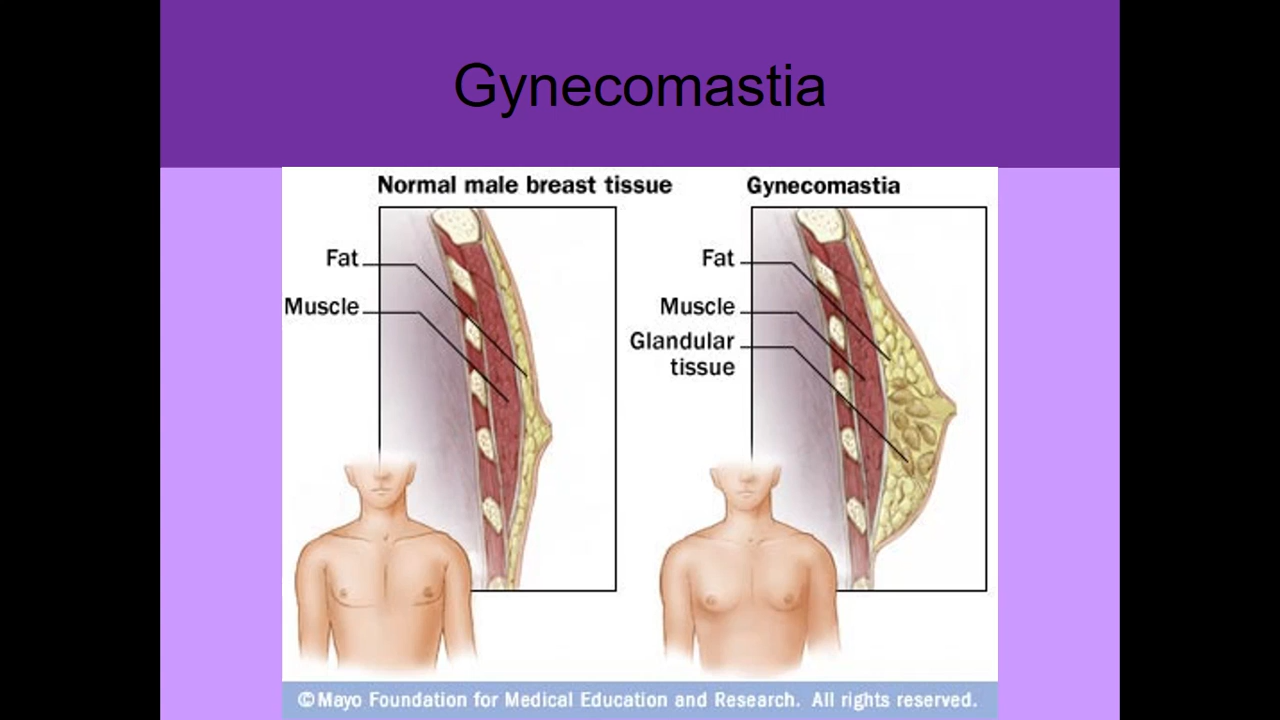 Gynecomastia
Normal male breast tissue
Fat
Muscle
Gynecomastia
Fat
Muscle
Glandular
tissue
©Mayo Foundation for Medical Education and Research. All rights reserved.